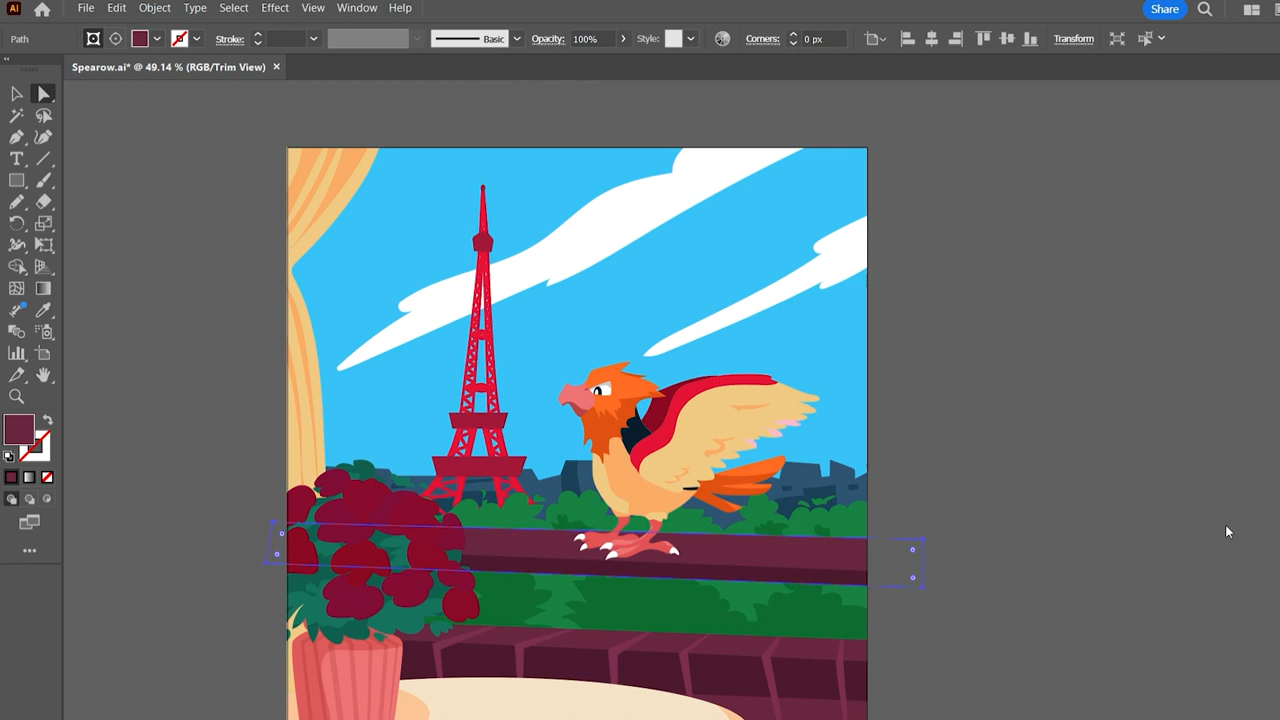 Ai File Edit Object Type Select Effect View Window Help Share
Path Stroke: Basic Opacity: 100% Style: Corners: 0 px Transform
Spearow.ai* @ 49.14 % (RGB/Trim View) ×